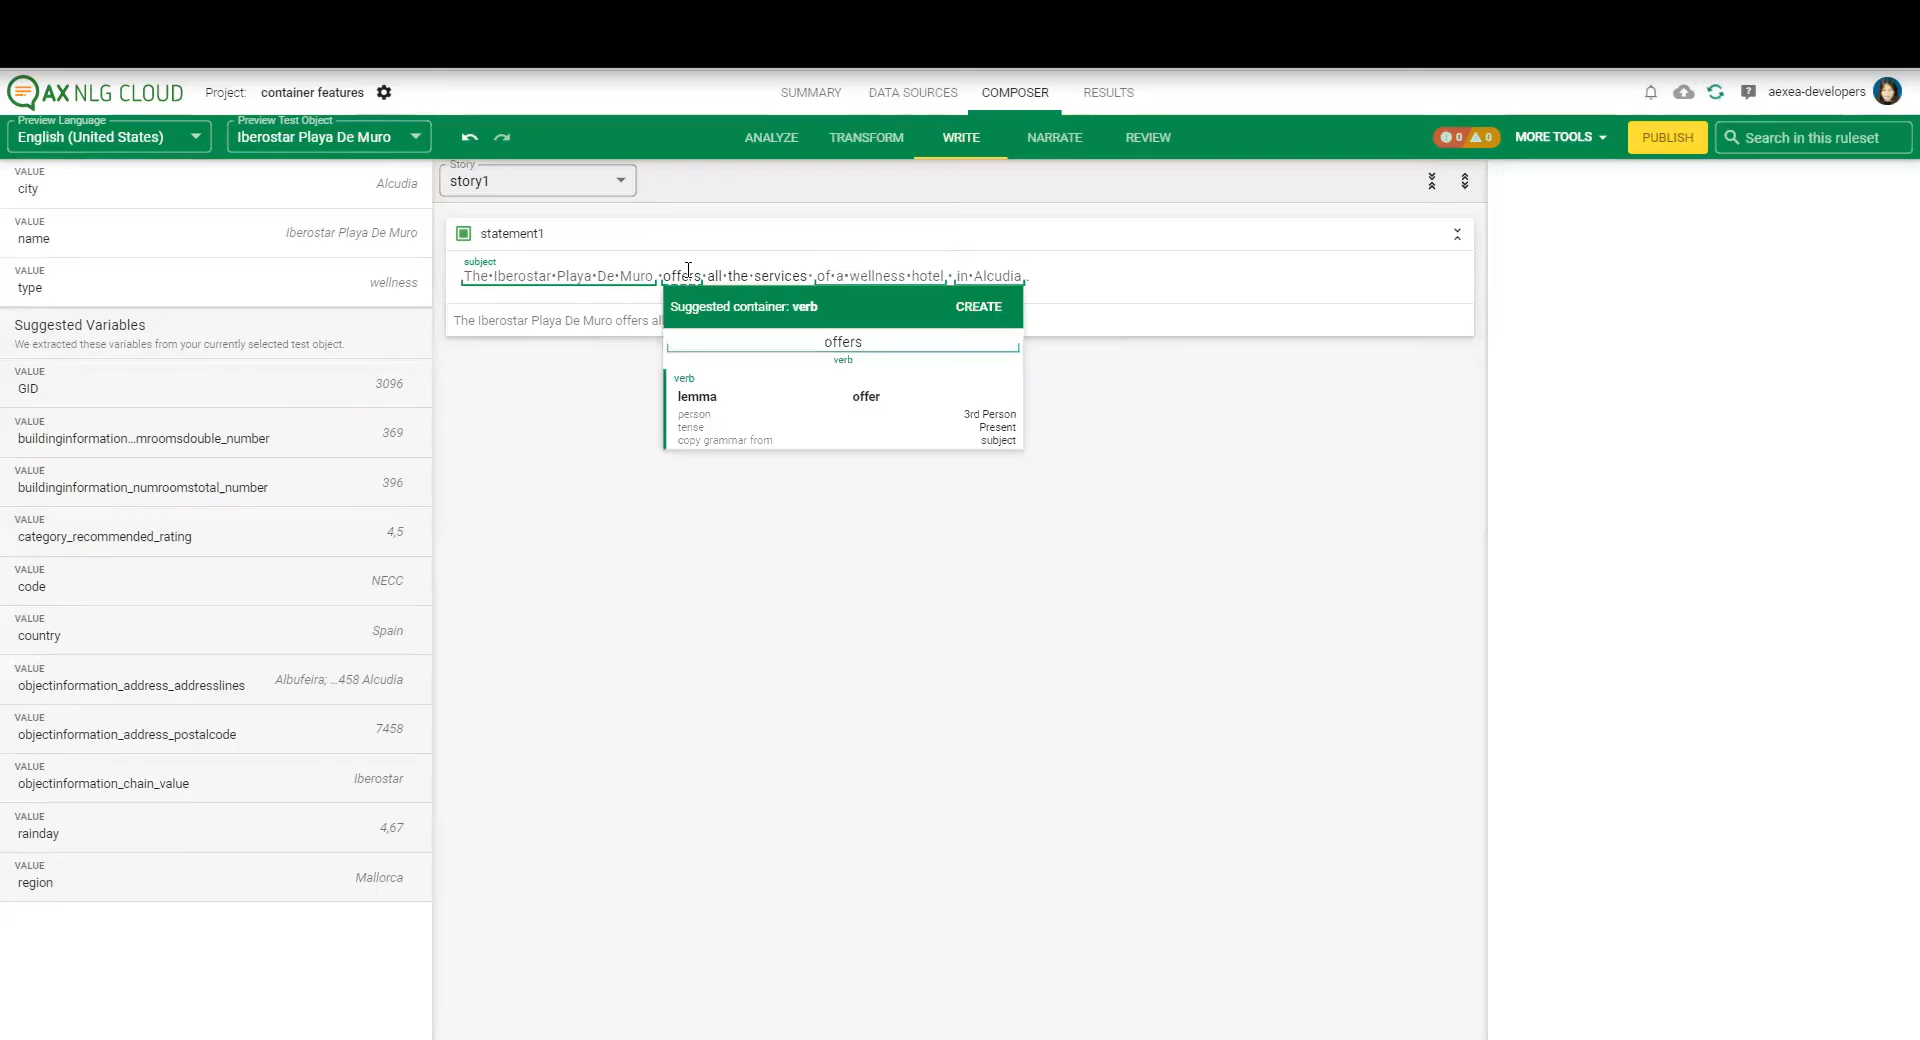 AX NLG CLOUD
Project: container features
SUMMARY DATA SOURCES COMPOSER RESULTS
aexea-developers
Preview Language
English (United States)
Preview Test Object
Iberostar Playa De Muro
ANALYZE TRANSFORM WRITE NARRATE REVIEW
0 0
MORE TOOLS
PUBLISH
Search in this ruleset
VALUE
city Alcudia
VALUE
name Iberostar Playa De Muro
VALUE
type wellness
Suggested Variables
We extracted these variables from your currently selected test object.
VALUE
GID 3096
VALUE
buildinginformation...mroomsdouble_number 369
VALUE
buildinginformation_numroomstotal_number 396
VALUE
category_recommended_rating 4,5
VALUE
code NECC
VALUE
country Spain
VALUE
objectinformation_address_addresslines Albufeira; ...458 Alcudia
VALUE
objectinformation_address_postalcode 7458
VALUE
objectinformation_chain_value Iberostar
VALUE
rainday 4,67
VALUE
region Mallorca
Story
story1
statement1
subject
The•Iberostar•Playa•De•Muro•offers•all•the•services•of•a•wellness•hotel•in•Alcudia.
The Iberostar Playa De Muro offers al
Suggested container: verb CREATE
offers
verb
verb
lemma offer
person 3rd Person
tense Present
copy grammar from subject